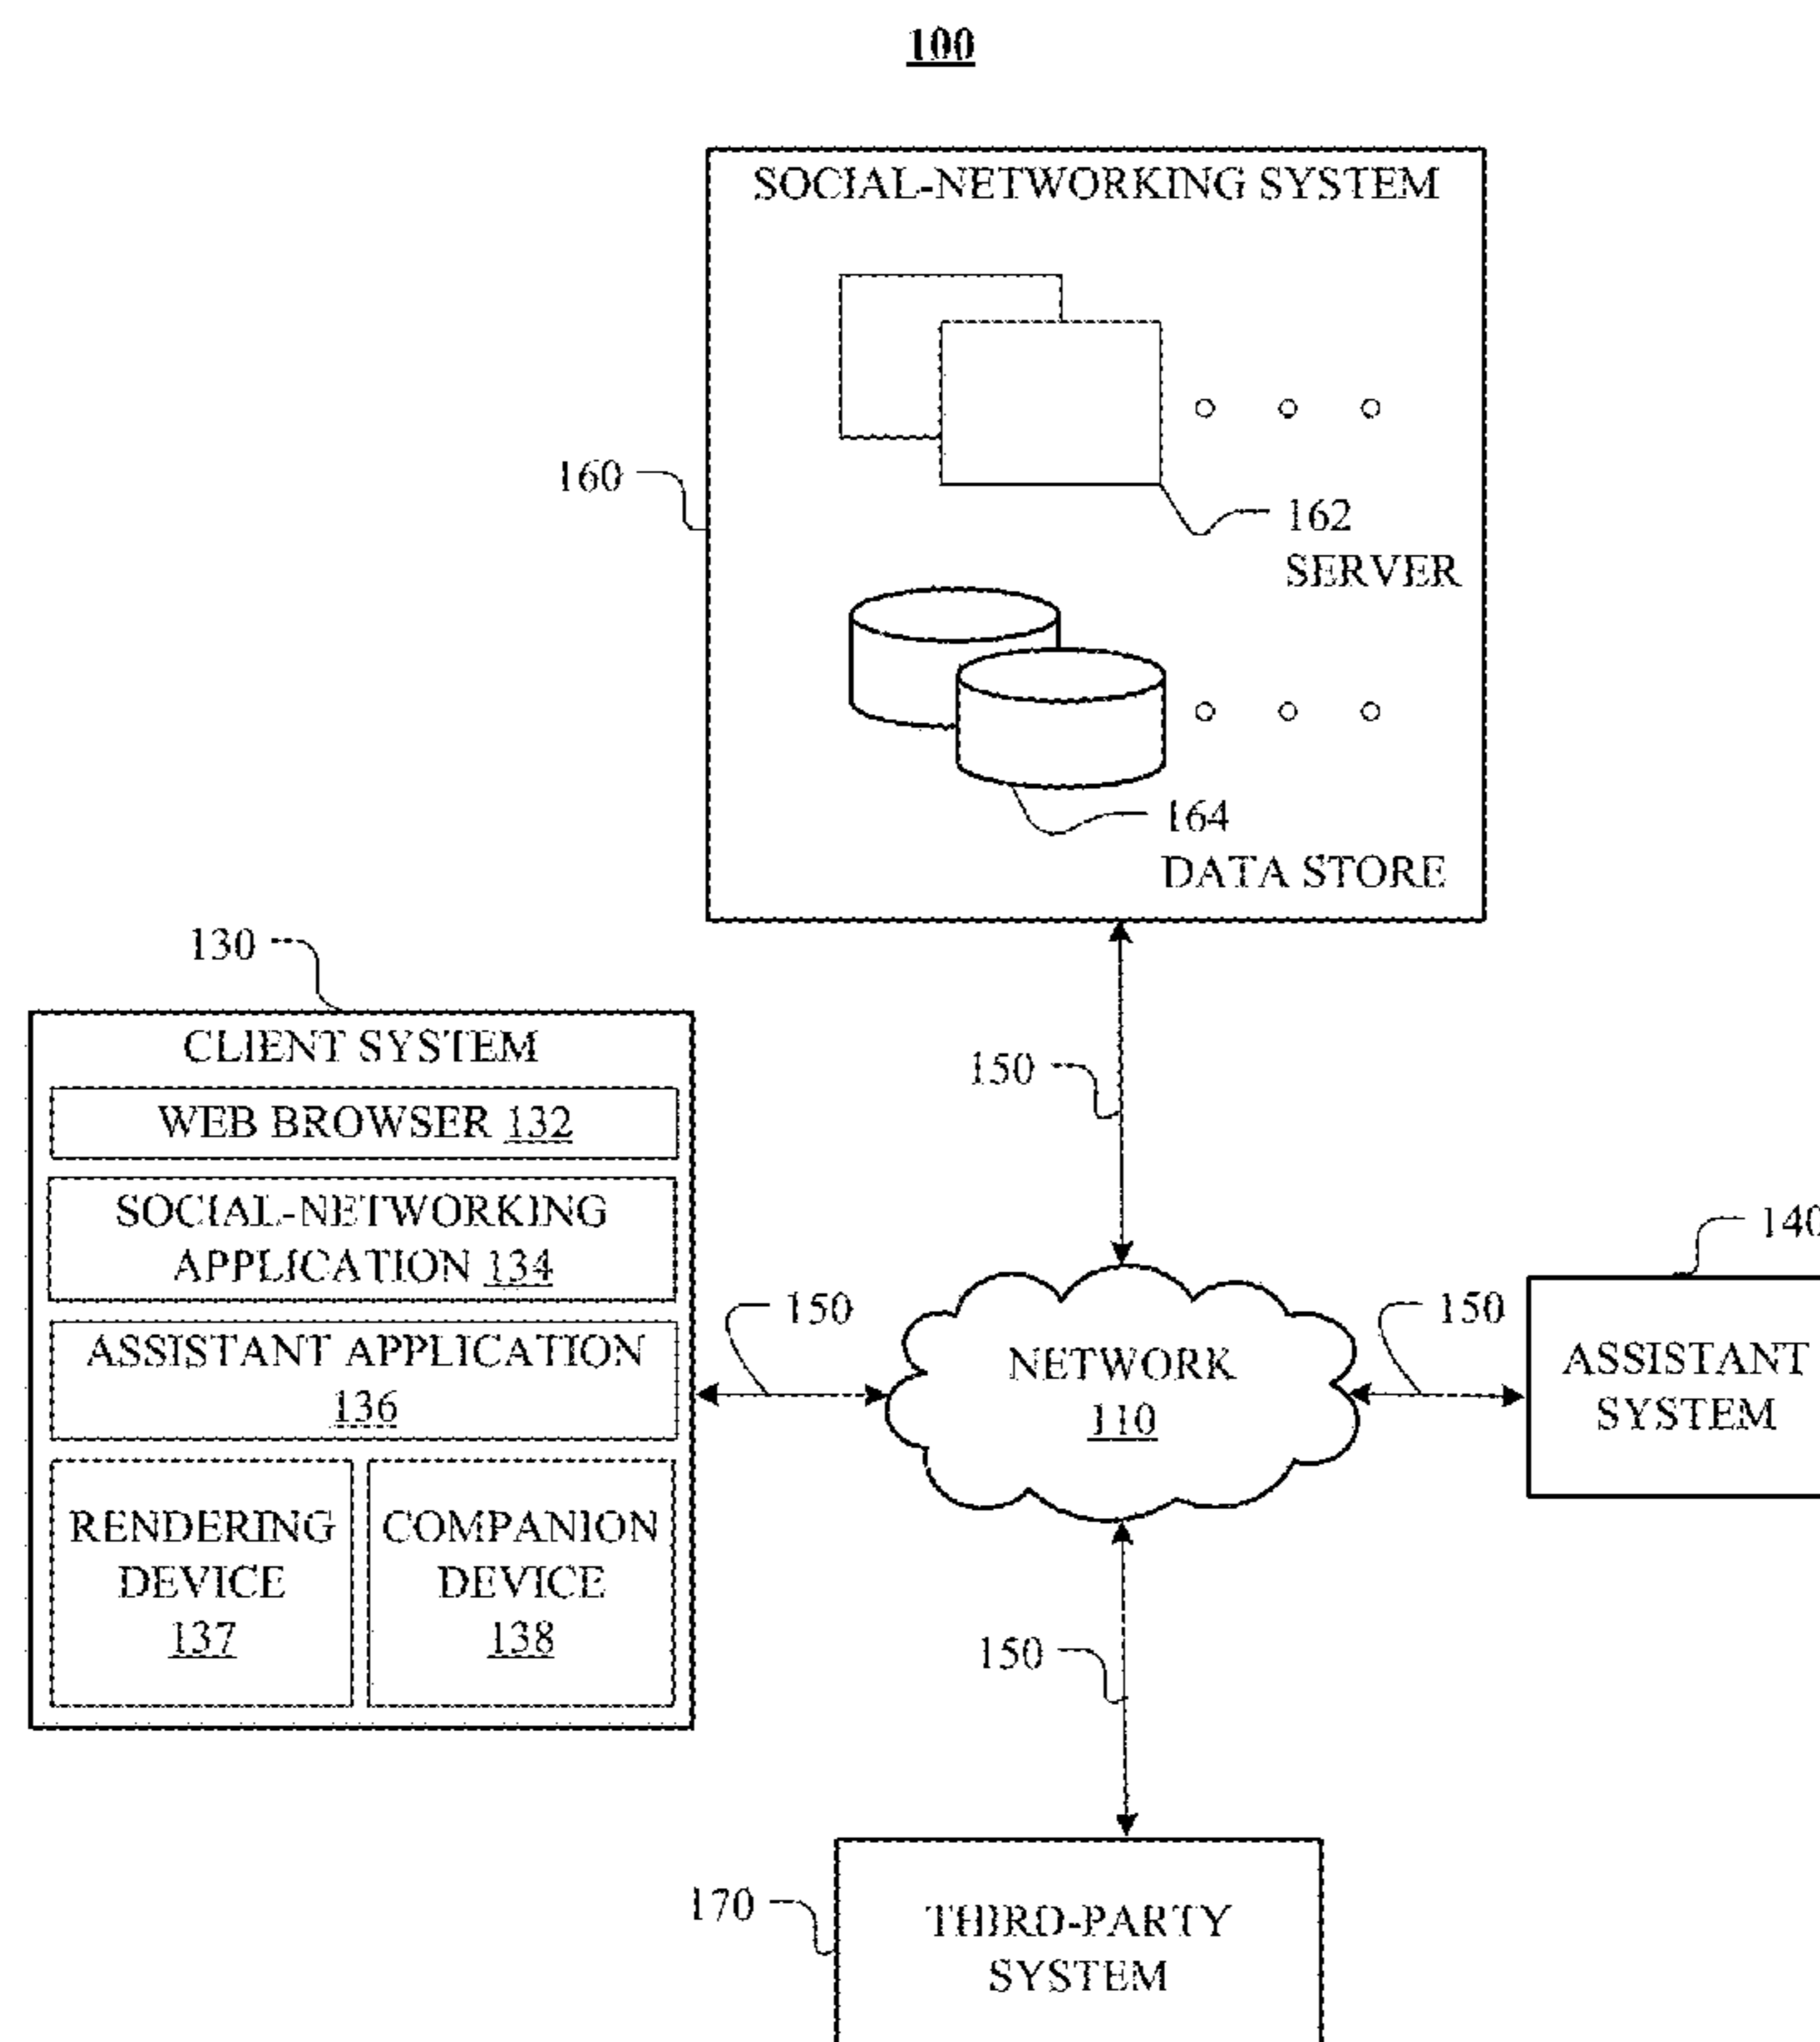 100
SOCIAL-NETWORKING SYSTEM
160
162
SERVER
164
DATA STORE
130
CLIENT SYSTEM
WEB BROWSER 132
SOCIAL-NETWORKING
APPLICATION 134
ASSISTANT APPLICATION
136
RENDERING
DEVICE
137
COMPANION
DEVICE
138
150
150
NETWORK
110
150
140
ASSISTANT
SYSTEM
150
170
THIRD-PARTY
SYSTEM